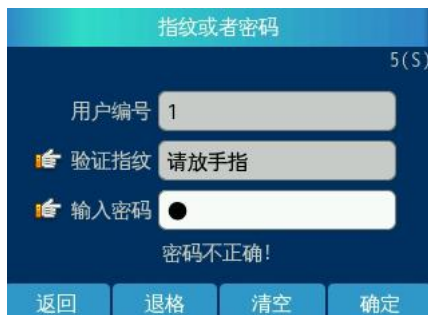 指纹或者密码
5(S)
用户编号 1
验证指纹 请放手指
输入密码 ●
密码不正确!
返回 退格 清空 确定